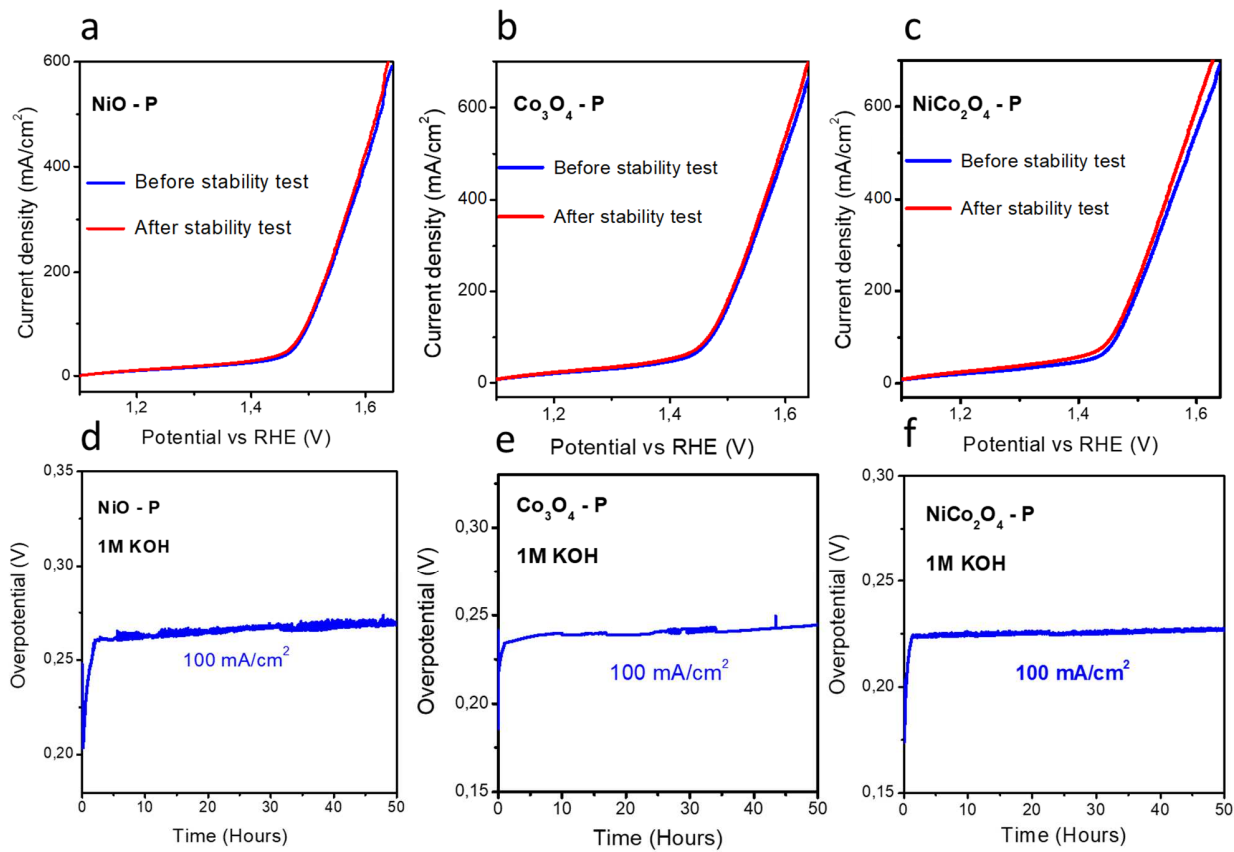 a
600
400
200
0
1,2
1,4
1,6
Current density (mA/cm²)
Potential vs RHE (V)
NiO - P
Before stability test
After stability test
b
600
400
200
0
1,2
1,4
1,6
Current density (mA/cm²)
Potential vs RHE (V)
Co₃O₄ - P
Before stability test
After stability test
c
600
400
200
0
1,2
1,4
1,6
Current density (mA/cm²)
Potential vs RHE (V)
NiCo₂O₄ - P
Before stability test
After stability test
d
0,35
0,30
0,25
0,20
0
10
20
30
40
50
Overpotential (V)
Time (Hours)
NiO - P
1M KOH
100 mA/cm²
e
0,30
0,25
0,20
0,15
0
10
20
30
40
50
Overpotential (V)
Time (Hours)
Co₃O₄ - P
1M KOH
100 mA/cm²
f
0,30
0,25
0,20
0,15
0
10
20
30
40
50
Overpotential (V)
Time (Hours)
NiCo₂O₄ - P
1M KOH
100 mA/cm²